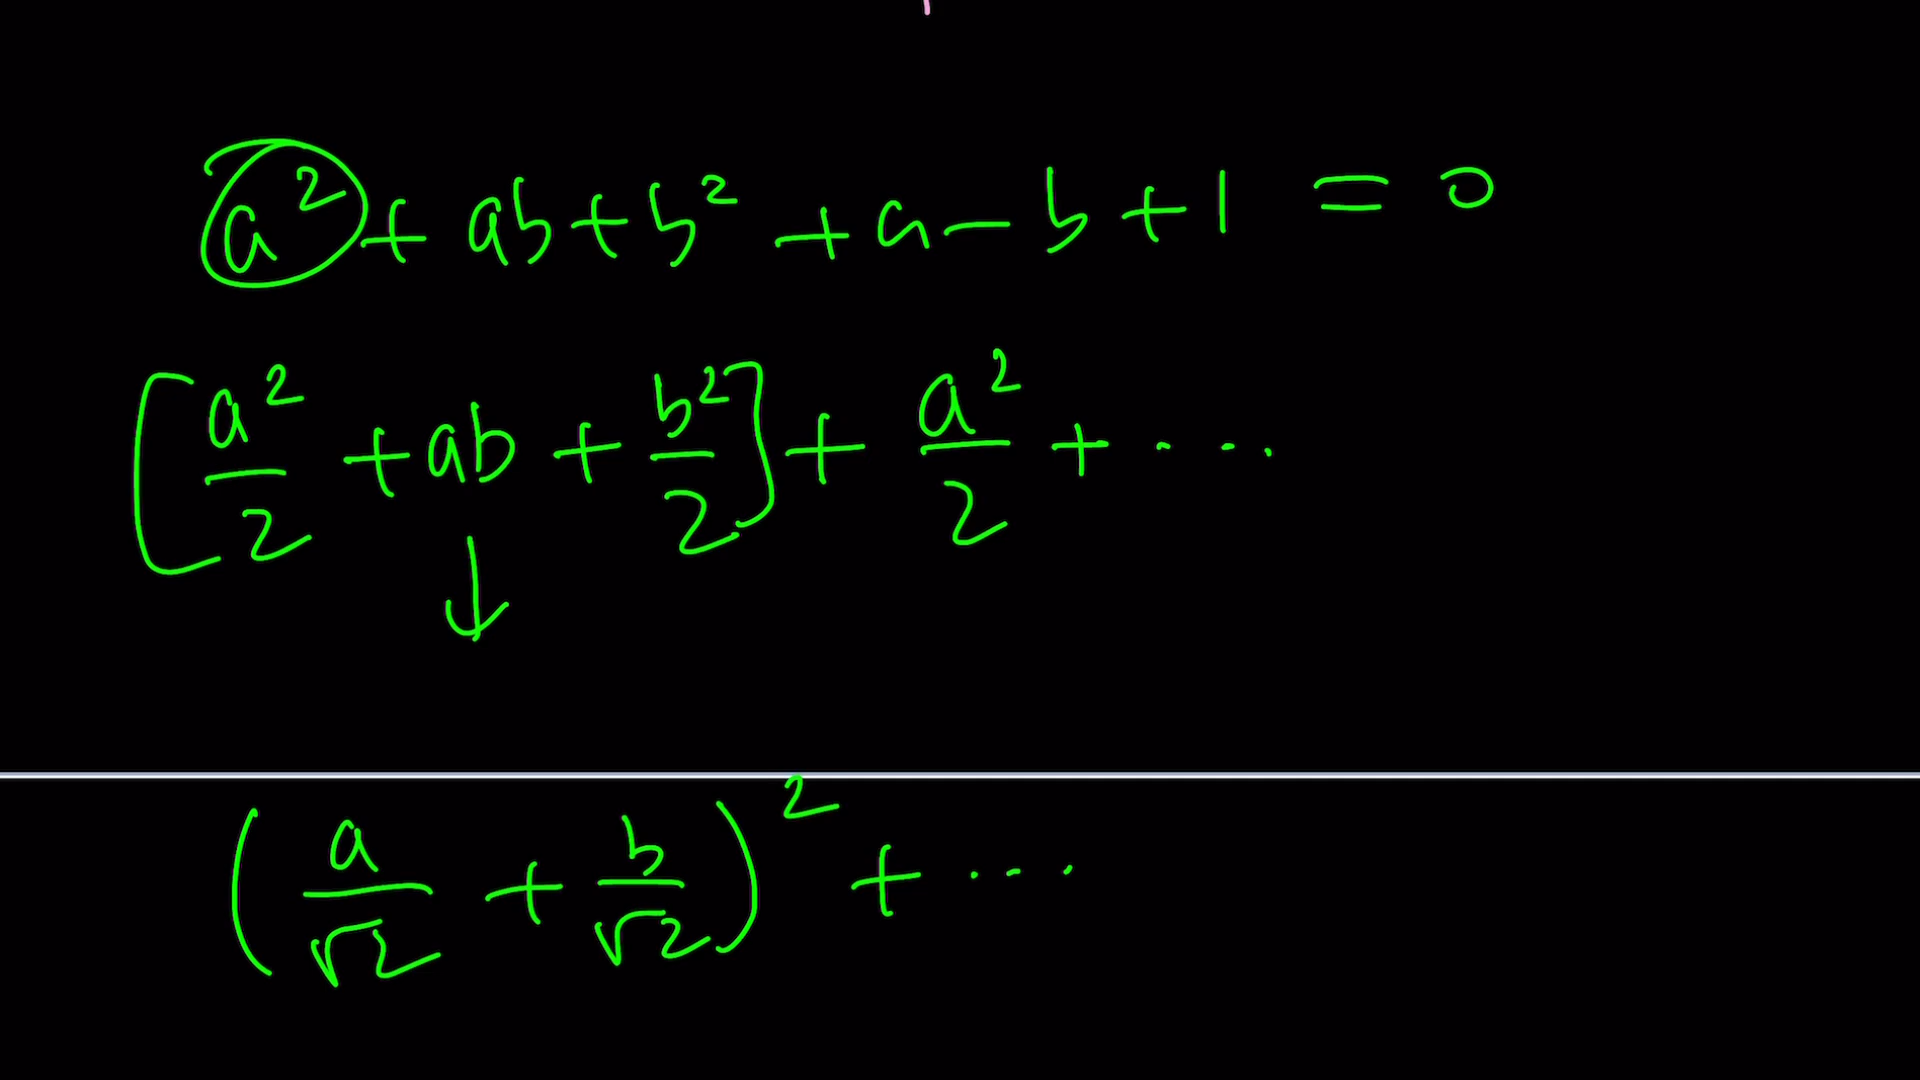 a² + ab + b² + a - b + 1 = 0
[a²/2 + ab + b²/2] + a²/2 + ...
↓
(a/√2 + b/√2)² + ...